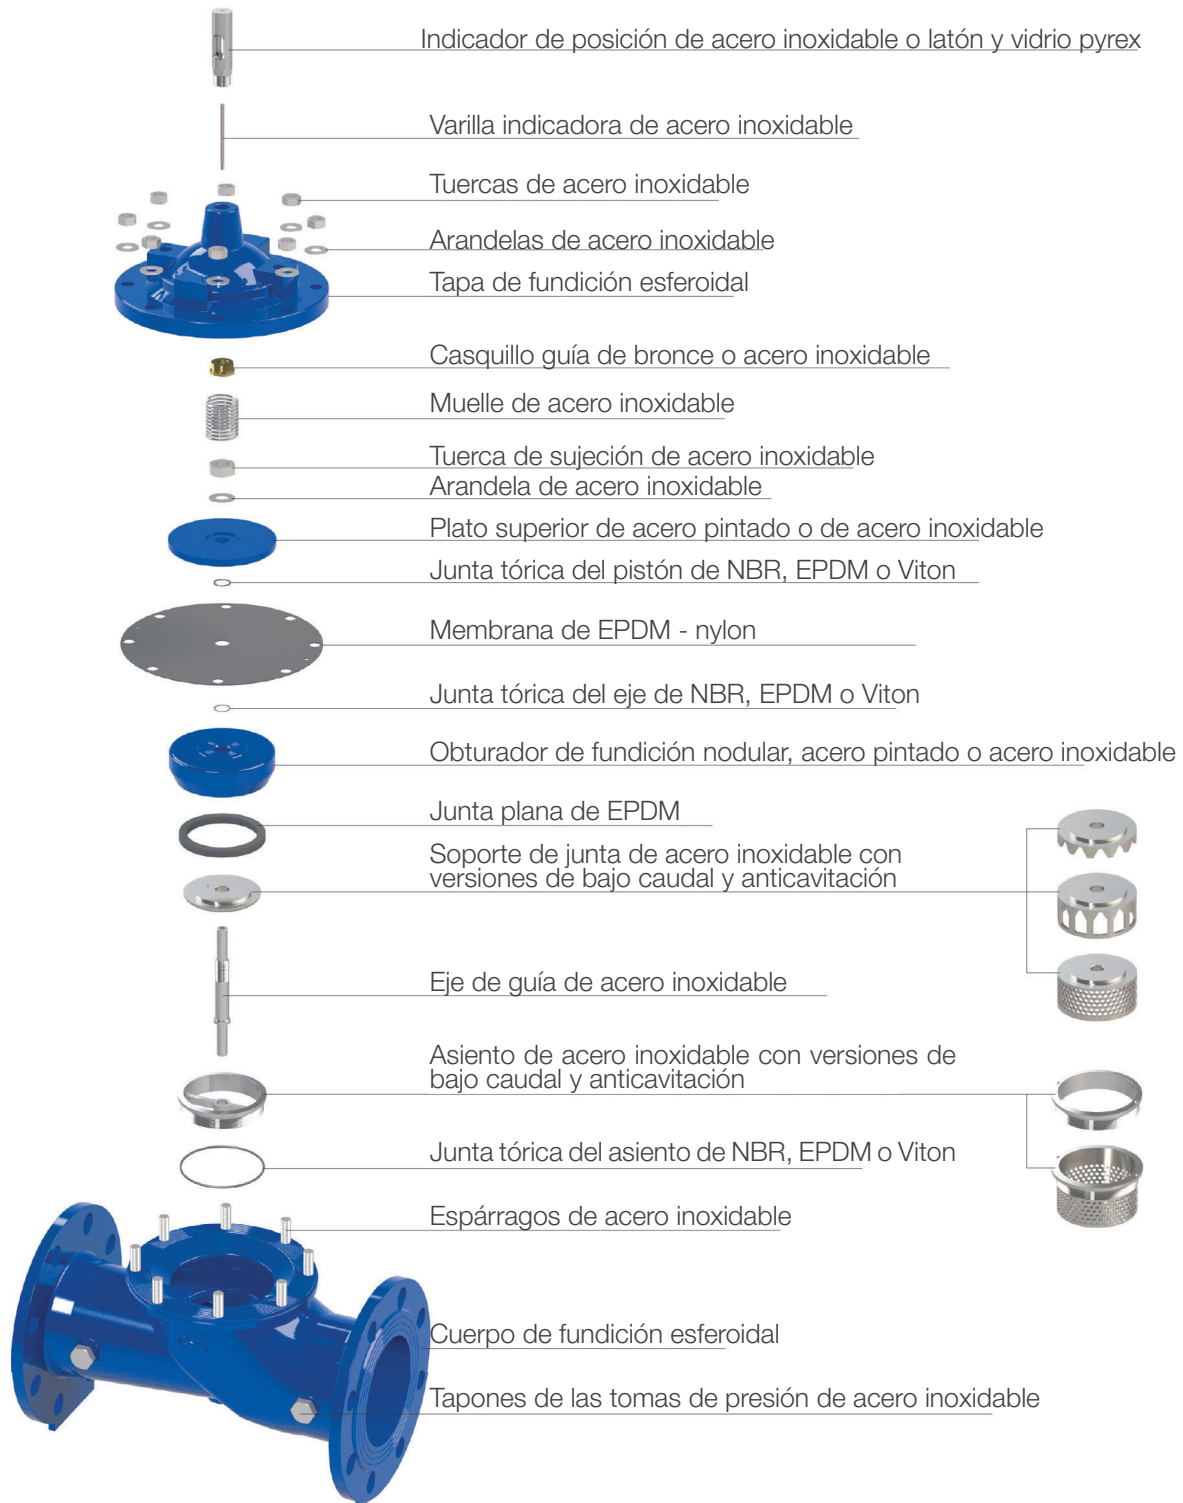 Indicador de posición de acero inoxidable o latón y vidrio pyrex
Varilla indicadora de acero inoxidable
Tuercas de acero inoxidable
Arandelas de acero inoxidable
Tapa de fundición esferoidal
Casquillo guía de bronce o acero inoxidable
Muelle de acero inoxidable
Tuerca de sujeción de acero inoxidable
Arandela de acero inoxidable
Plato superior de acero pintado o de acero inoxidable
Junta tórica del pistón de NBR, EPDM o Viton
Membrana de EPDM - nylon
Junta tórica del eje de NBR, EPDM o Viton
Obturador de fundición nodular, acero pintado o acero inoxidable
Junta plana de EPDM
Soporte de junta de acero inoxidable con
versiones de bajo caudal y anticavitación
Eje de guía de acero inoxidable
Asiento de acero inoxidable con versiones de
bajo caudal y anticavitación
Junta tórica del asiento de NBR, EPDM o Viton
Espárragos de acero inoxidable
Cuerpo de fundición esferoidal
Tapones de las tomas de presión de acero inoxidable